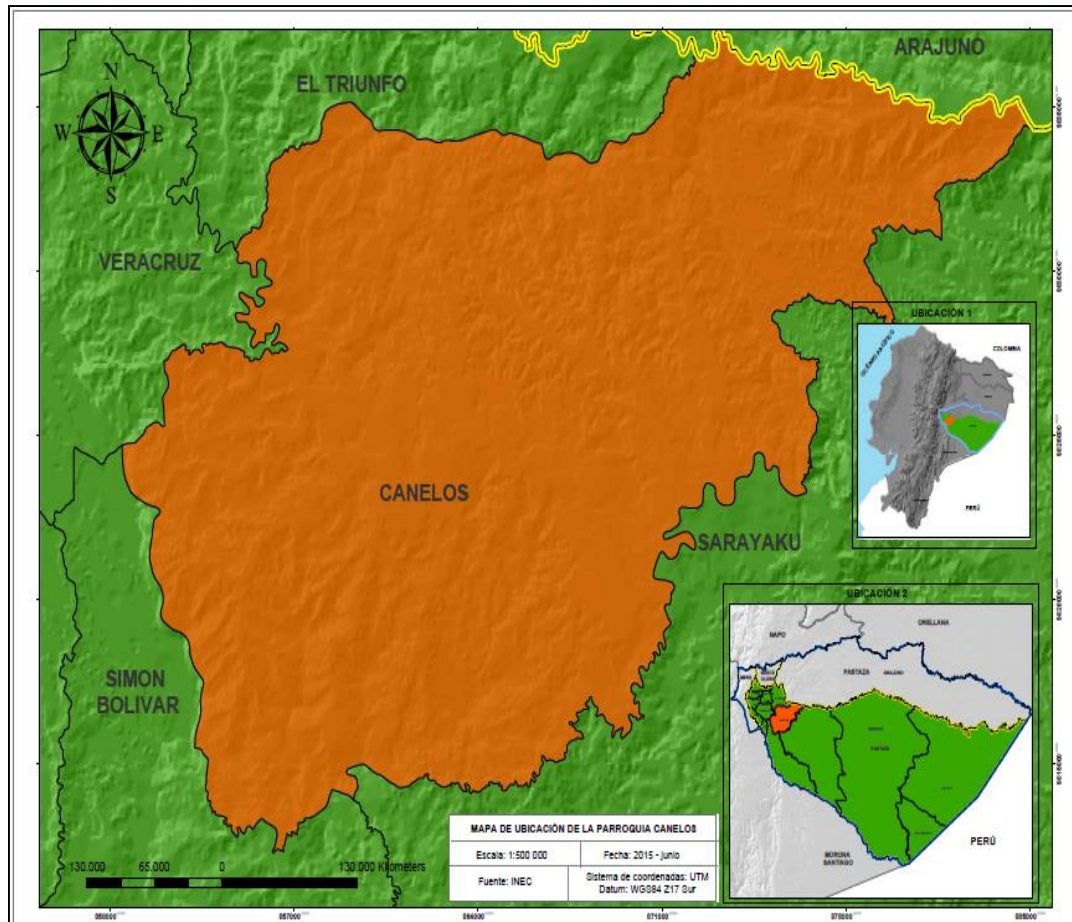 ARAJUNO
EL TRIUNFO
N
W E
S
VERACRUZ
CANELOS
SARAYAKU
SIMON
BOLIVAR
UBICACIÓN 1
OCÉANO PACÍFICO
COLOMBIA
PERÚ
UBICACIÓN 2
NAPO
ORELLANA
PASTAZA
ARAJUNO
MORONA
SANTIAGO
PERÚ
130.000 65.000 0 130.000 Kilometers
MAPA DE UBICACIÓN DE LA PARROQUIA CANELOS
Escala: 1:500 000
Fecha: 2015 - junio
Fuente: INEC
Sistema de coordenadas: UTM
Datum: WGS84 Z17 Sur